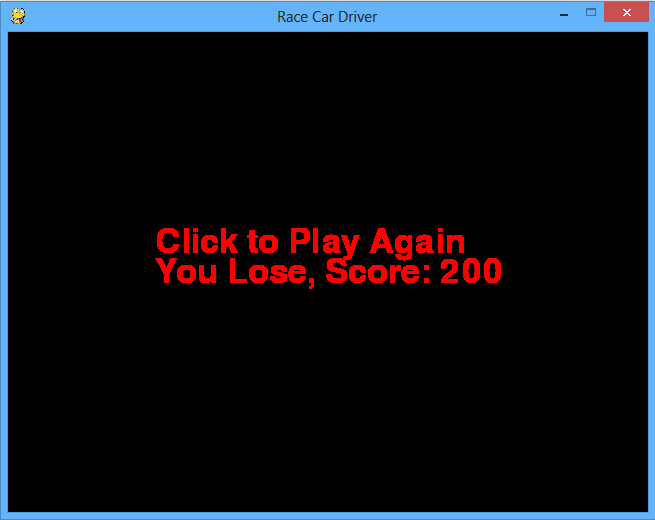 Race Car Driver
Click to Play Again
You Lose, Score: 200